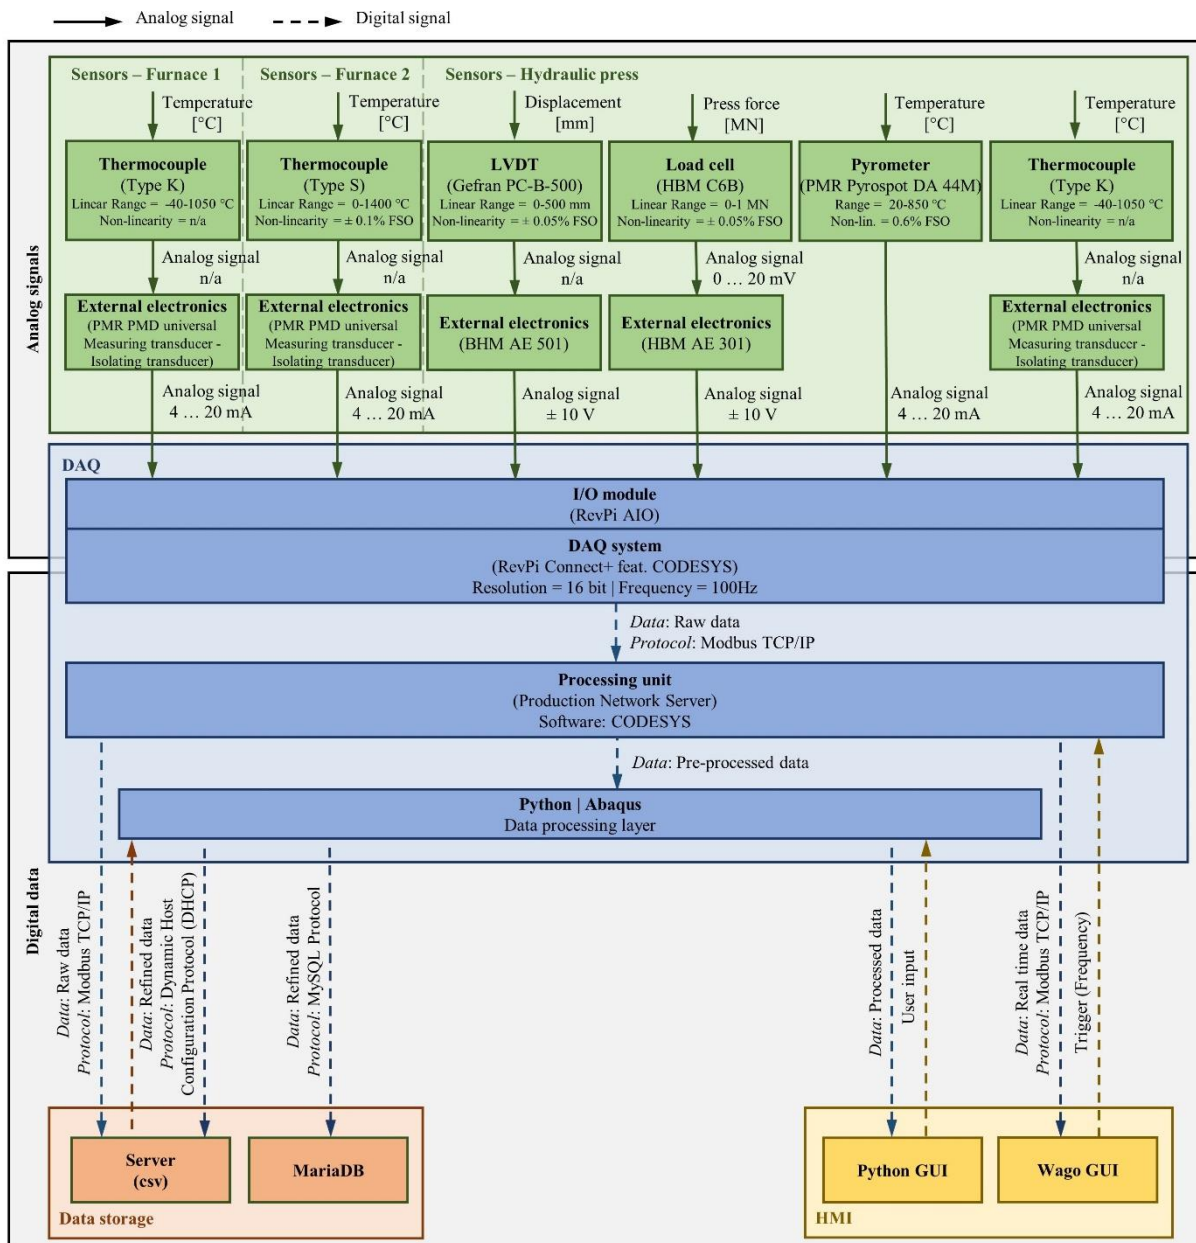 Analog signal
Digital signal
Analog signals
Sensors – Furnace 1
Sensors – Furnace 2
Sensors – Hydraulic press
Temperature
[°C]
Temperature
[°C]
Displacement
[mm]
Press force
[MN]
Temperature
[°C]
Temperature
[°C]
Thermocouple
(Type K)
Linear Range = -40-1050 °C
Non-linearity = n/a
Thermocouple
(Type S)
Linear Range = 0-1400 °C
Non-linearity = ± 0.1% FSO
LVDT
(Gefran PC-B-500)
Linear Range = 0-500 mm
Non-linearity = ± 0.05% FSO
Load cell
(HBM C6B)
Linear Range = 0-1 MN
Non-linearity = ± 0.05% FSO
Pyrometer
(PMR Pyrospot DA 44M)
Range = 20-850 °C
Non-lin. = 0.6% FSO
Thermocouple
(Type K)
Linear Range = -40-1050 °C
Non-linearity = n/a
Analog signal
n/a
Analog signal
n/a
Analog signal
n/a
Analog signal
0 … 20 mV
Analog signal
n/a
External electronics
(PMR PMD universal
Measuring transducer -
Isolating transducer)
External electronics
(PMR PMD universal
Measuring transducer -
Isolating transducer)
External electronics
(BHM AE 501)
External electronics
(HBM AE 301)
External electronics
(PMR PMD universal
Measuring transducer -
Isolating transducer)
Analog signal
4 … 20 mA
Analog signal
4 … 20 mA
Analog signal
± 10 V
Analog signal
± 10 V
Analog signal
4 … 20 mA
Analog signal
4 … 20 mA
DAQ
I/O module
(RevPi AIO)
DAQ system
(RevPi Connect+ feat. CODESYS)
Resolution = 16 bit | Frequency = 100Hz
Data: Raw data
Protocol: Modbus TCP/IP
Processing unit
(Production Network Server)
Software: CODESYS
Data: Pre-processed data
Python | Abaqus
Data processing layer
Digital data
Data: Raw data
Protocol: Modbus TCP/IP
Data: Refined data
Protocol: Dynamic Host
Configuration Protocol (DHCP)
Data: Refined data
Protocol: MySQL Protocol
Data: Processed data
User input
Data: Real time data
Protocol: Modbus TCP/IP
Trigger (Frequency)
Server
(csv)
MariaDB
Data storage
Python GUI
Wago GUI
HMI